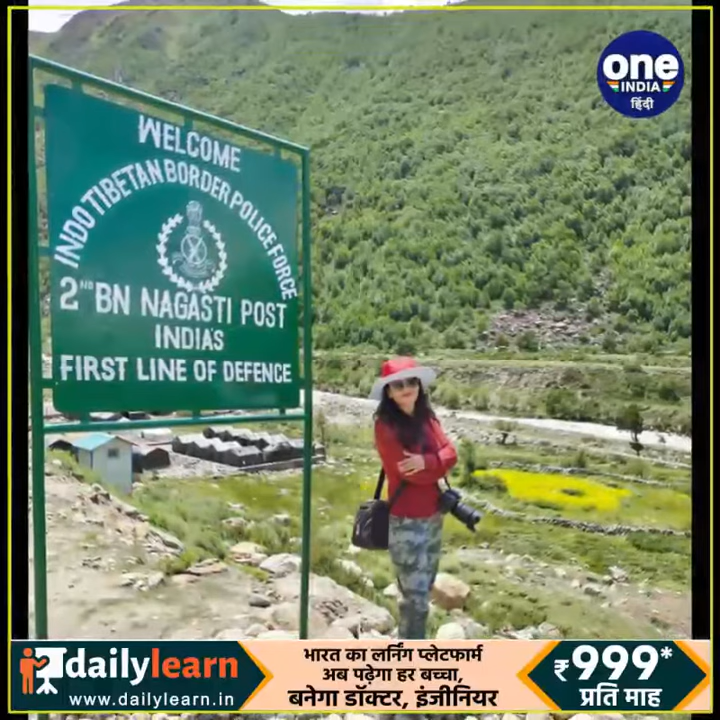 one
INDIA
हिंदी
WELCOME
INDO TIBETAN BORDER POLICE FORCE
2ND BN NAGASTI POST
INDIA'S
FIRST LINE OF DEFENCE
dailylearn
www.dailylearn.in
भारत का लर्निंग प्लेटफार्म
अब पढ़ेगा हर बच्चा,
बनेगा डॉक्टर, इंजीनियर
₹999*
प्रति माह